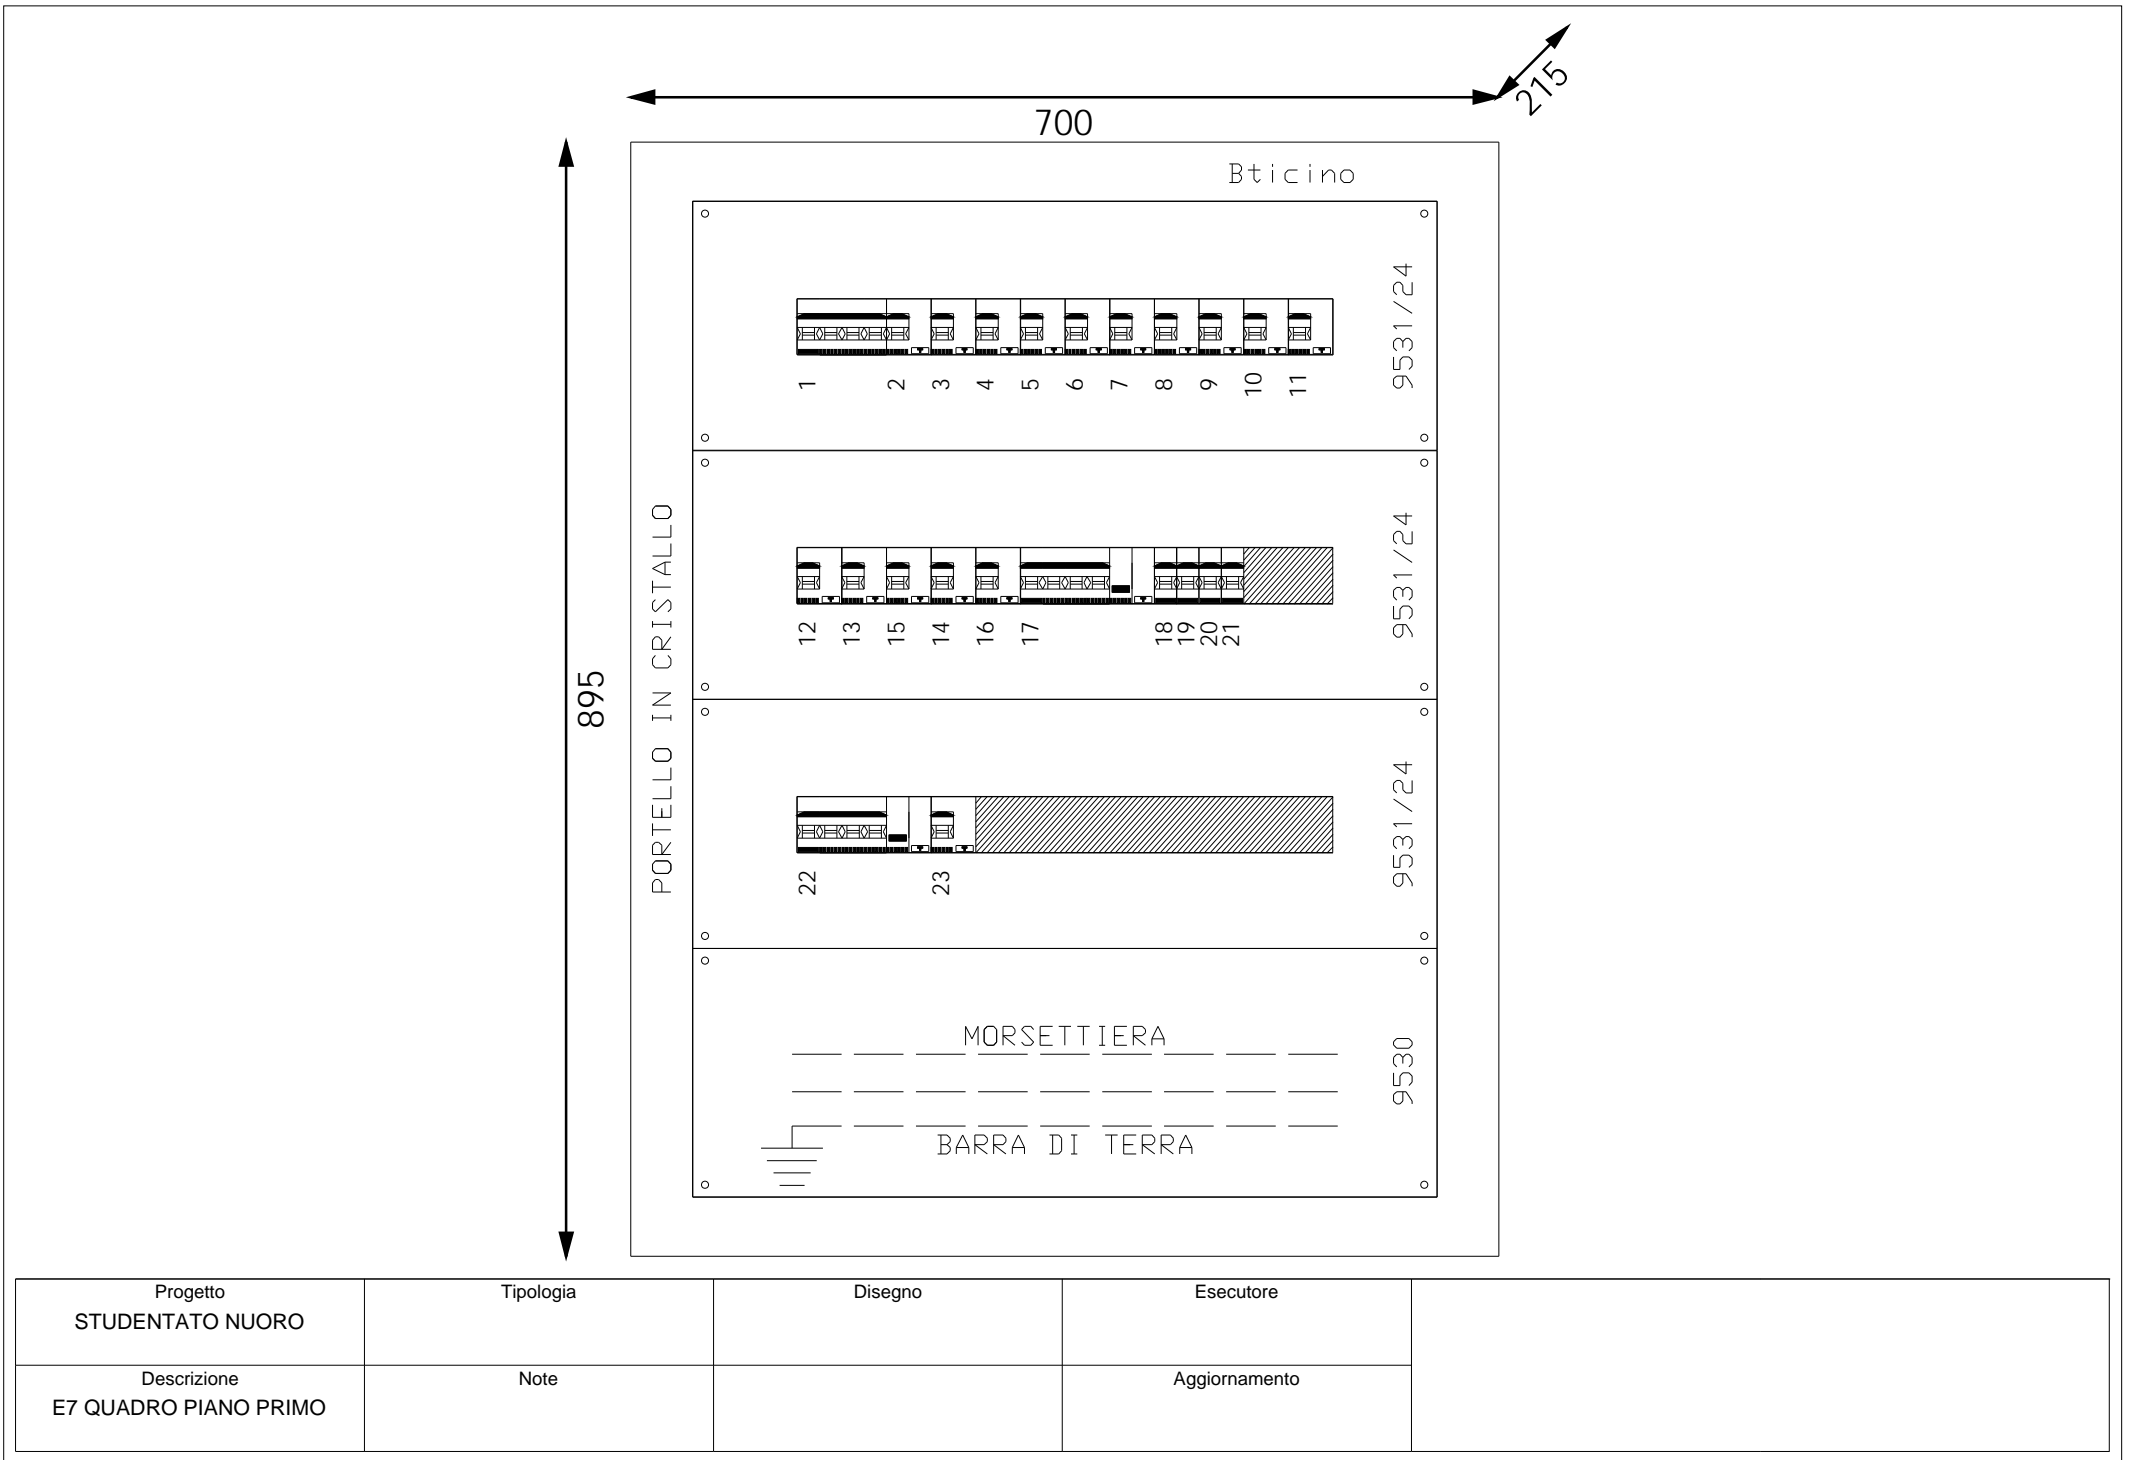 215
700
Bticino
9531/24
1 2 3 4 5 6 7 8 9 10 11
PORTELLO IN CRISTALLO
895
9531/24
12 13 15 14 16 17 18 19 20 21
9531/24
22 23
MORSETTIERA
9530
BARRA DI TERRA
Progetto
STUDENTATO NUORO
Tipologia
Disegno
Esecutore
Descrizione
E7 QUADRO PIANO PRIMO
Note
Aggiornamento